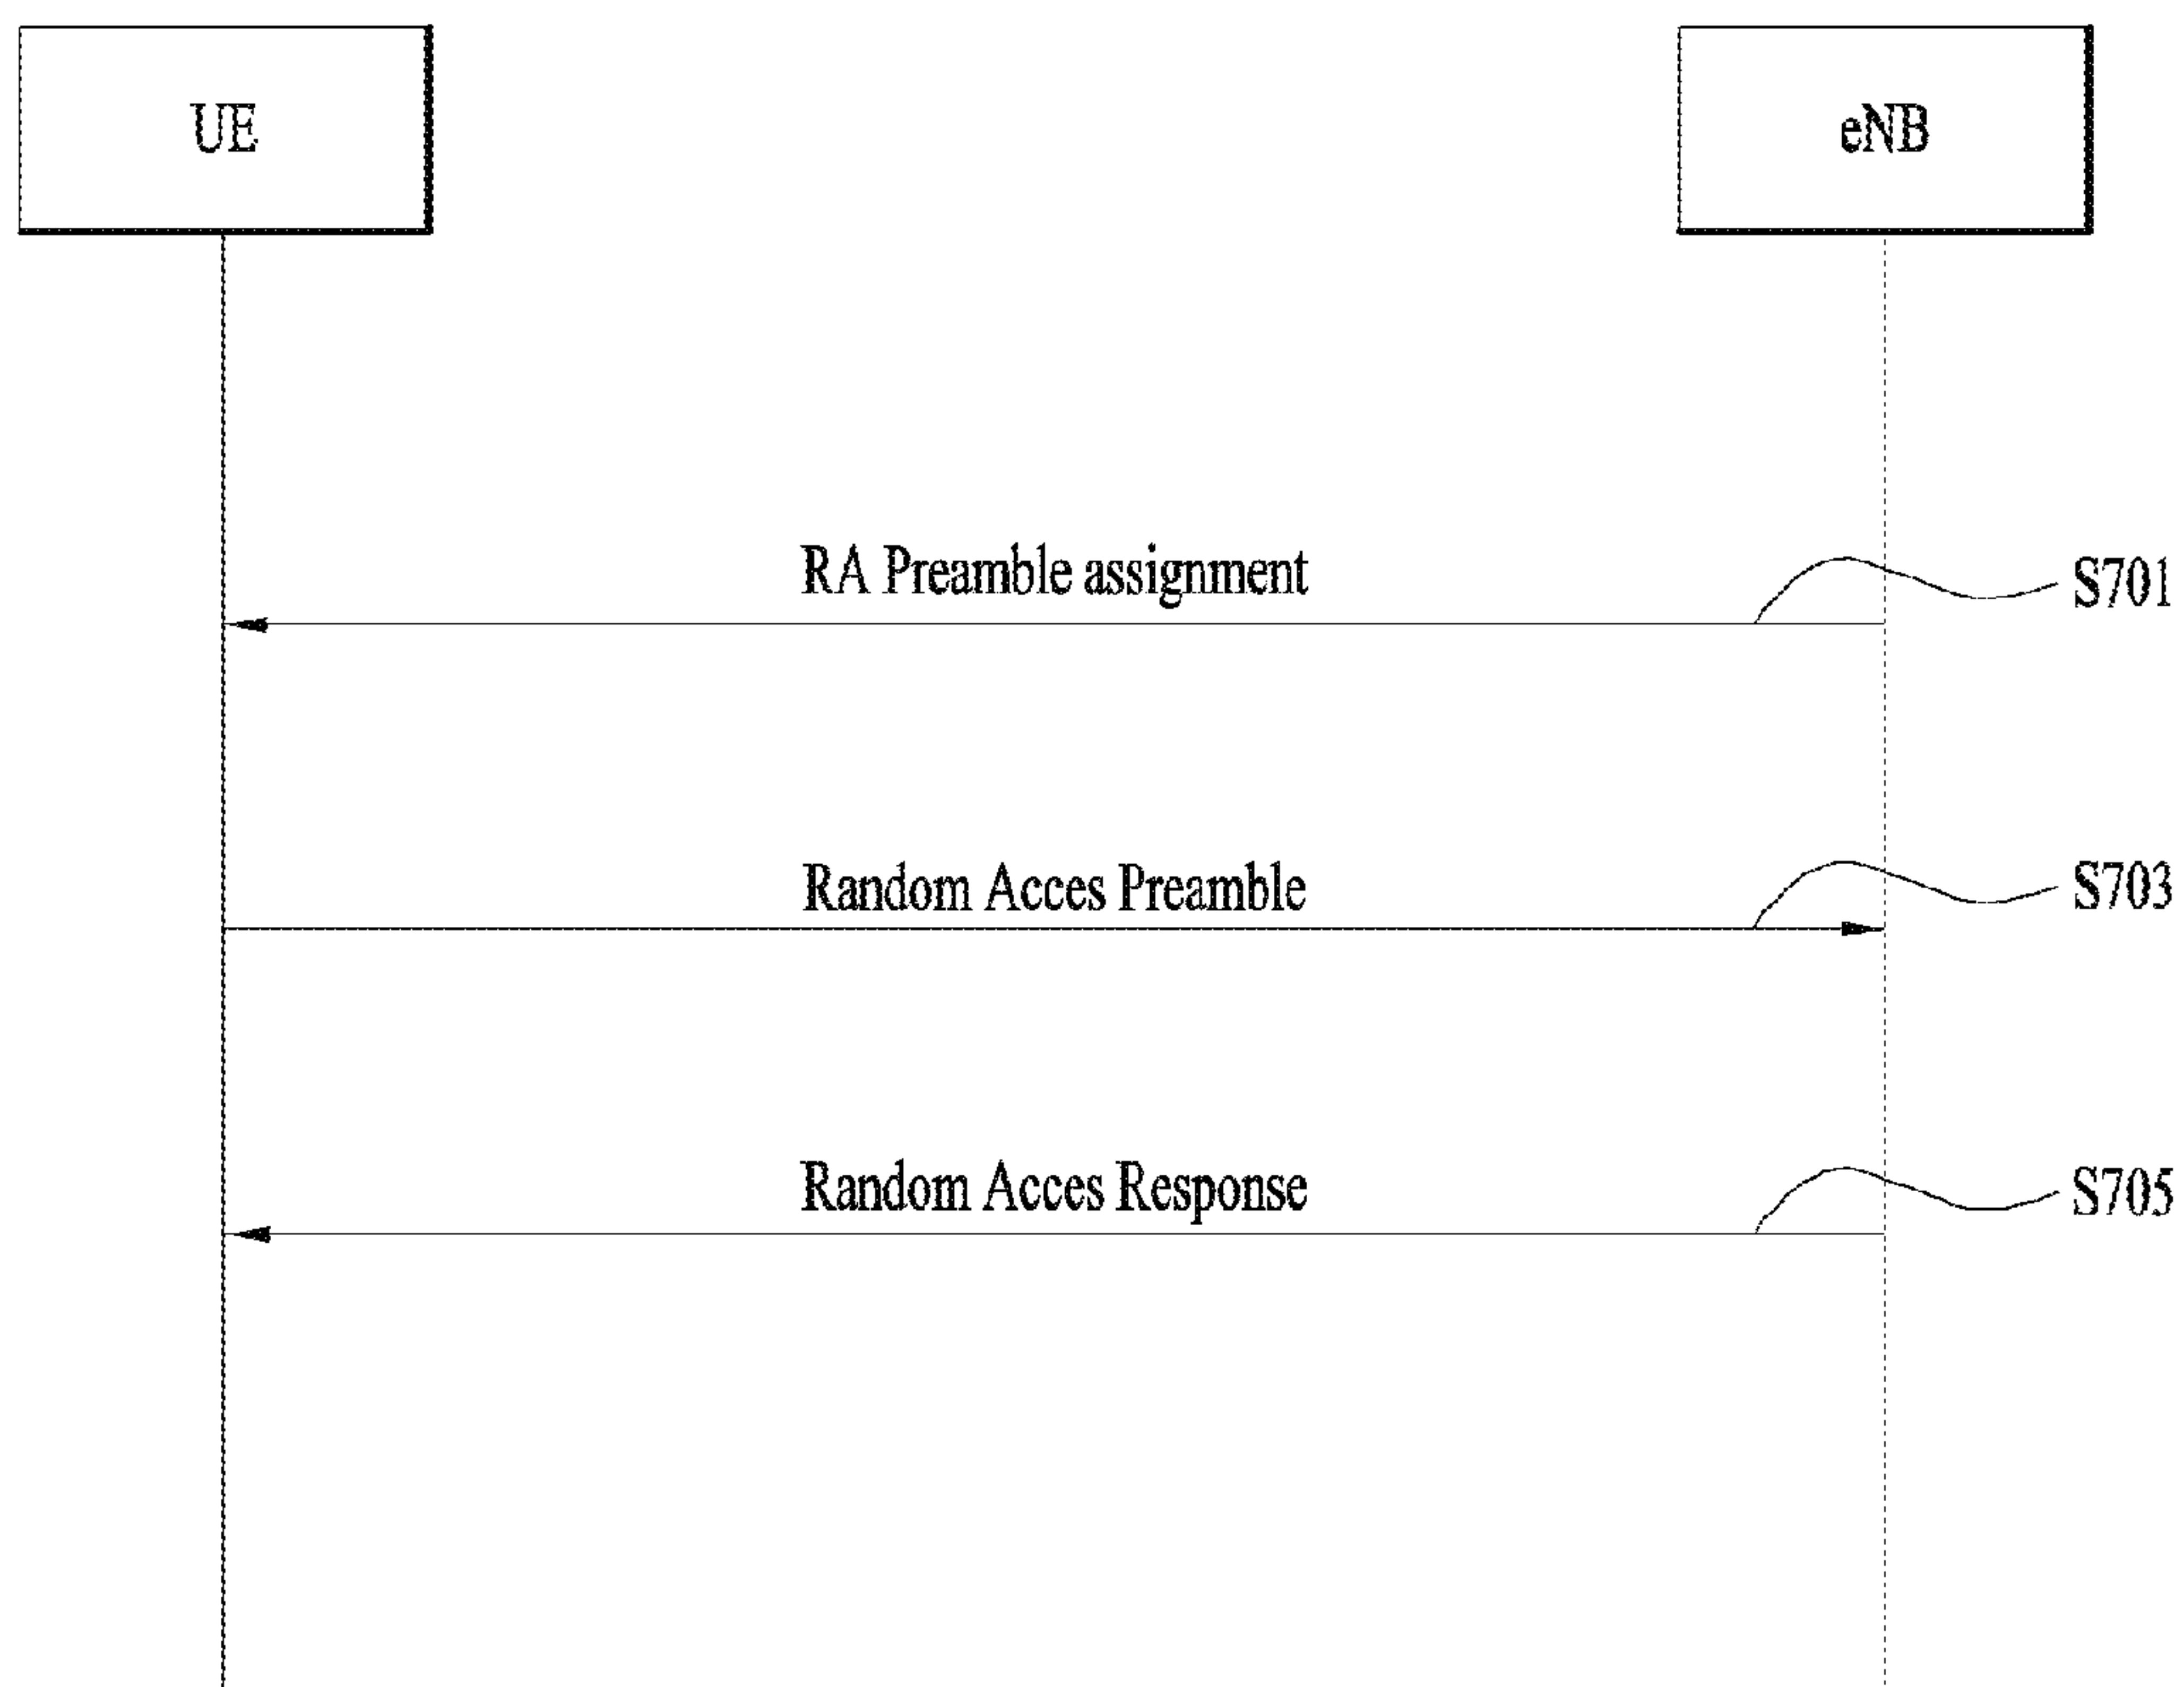 UE
eNB
RA Preamble assignment
S701
Random Acces Preamble
S703
Random Acces Response
S705